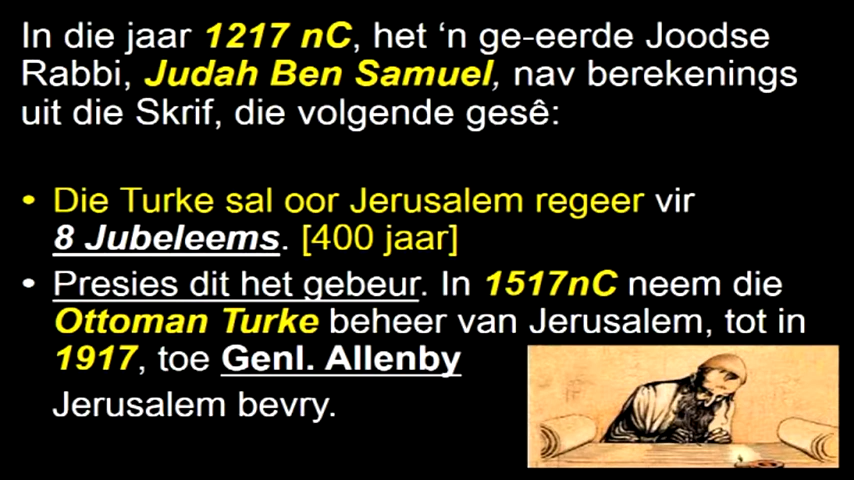 In die jaar 1217 nC, het ‘n ge-eerde Joodse
Rabbi, Judah Ben Samuel, nav berekenings
uit die Skrif, die volgende gesê:
• Die Turke sal oor Jerusalem regeer vir
8 Jubeleems. [400 jaar]
• Presies dit het gebeur. In 1517nC neem die
Ottoman Turke beheer van Jerusalem, tot in
1917, toe Genl. Allenby
Jerusalem bevry.